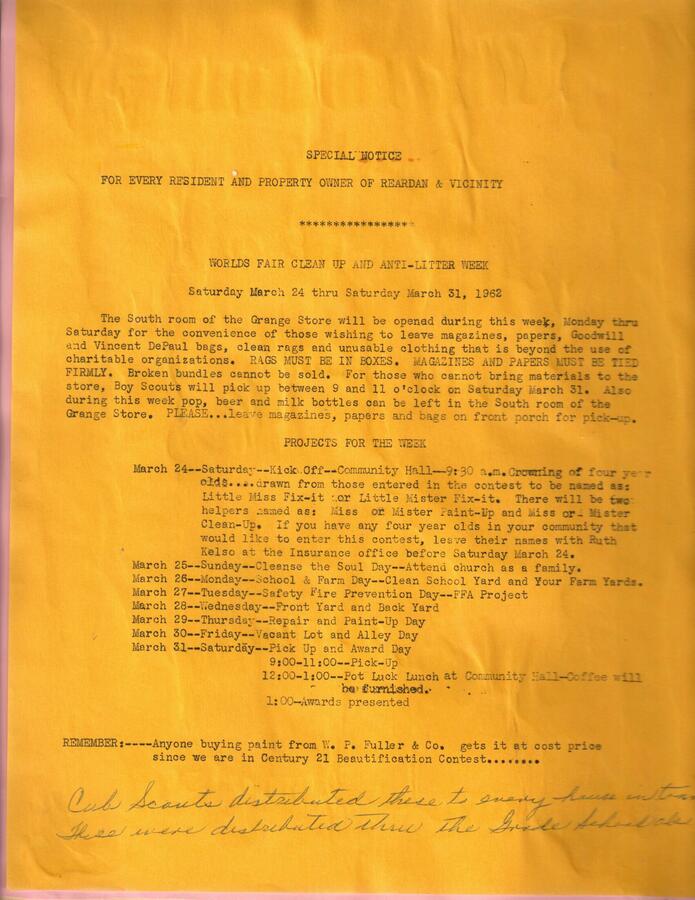 SPECIAL NOTICE
FOR EVERY RESIDENT AND PROPERTY OWNER OF REARDAN & VICINITY
****************
WORLDS FAIR CLEAN UP AND ANTI-LITTER WEEK
Saturday March 24 thru Saturday March 31, 1962
The South room of the Grange Store will be opened during this week, Monday thru
Saturday for the convenience of those wishing to leave magazines, papers, Goodwill
and Vincent DePaul bags, clean rags and unusable clothing that is beyond the use of
charitable organizations. RAGS MUST BE IN BOXES. MAGAZINES AND PAPERS MUST BE TIED
FIRMLY. Broken bundles cannot be sold. For those who cannot bring materials to the
store, Boy Scouts will pick up between 9 and 11 o'clock on Saturday March 31. Also
during this week pop, beer and milk bottles can be left in the South room of the
Grange Store. PLEASE...leave magazines, papers and bags on front porch for pick-up.
PROJECTS FOR THE WEEK
March 24--Saturday--Kick Off--Community Hall--9:30 a.m. Crowning of four year
olds....drawn from those entered in the contest to be named as:
Little Miss Fix-it or Little Mister Fix-it. There will be two
helpers named as: Miss or Mister Paint-Up and Miss or Mister
Clean-Up. If you have any four year olds in your community that
would like to enter this contest, leave their names with Ruth
Kelso at the Insurance office before Saturday March 24.
March 25--Sunday--Cleanse the Soul Day--Attend church as a family.
March 26--Monday--School & Farm Day--Clean School Yard and Your Farm Yards.
March 27--Tuesday--Safety Fire Prevention Day--FFA Project
March 28--Wednesday--Front Yard and Back Yard
March 29--Thursday--Repair and Paint-Up Day
March 30--Friday--Vacant Lot and Alley Day
March 31--Saturday--Pick Up and Award Day
9:00-11:00--Pick-Up
12:00-1:00--Pot Luck Lunch at Community Hall--Coffee will
be furnished.
1:00--Awards presented
REMEMBER:----Anyone buying paint from W. P. Fuller & Co. gets it at cost price
since we are in Century 21 Beautification Contest........
Cub Scouts distributed these to every house in
These were distributed thru the Grade School